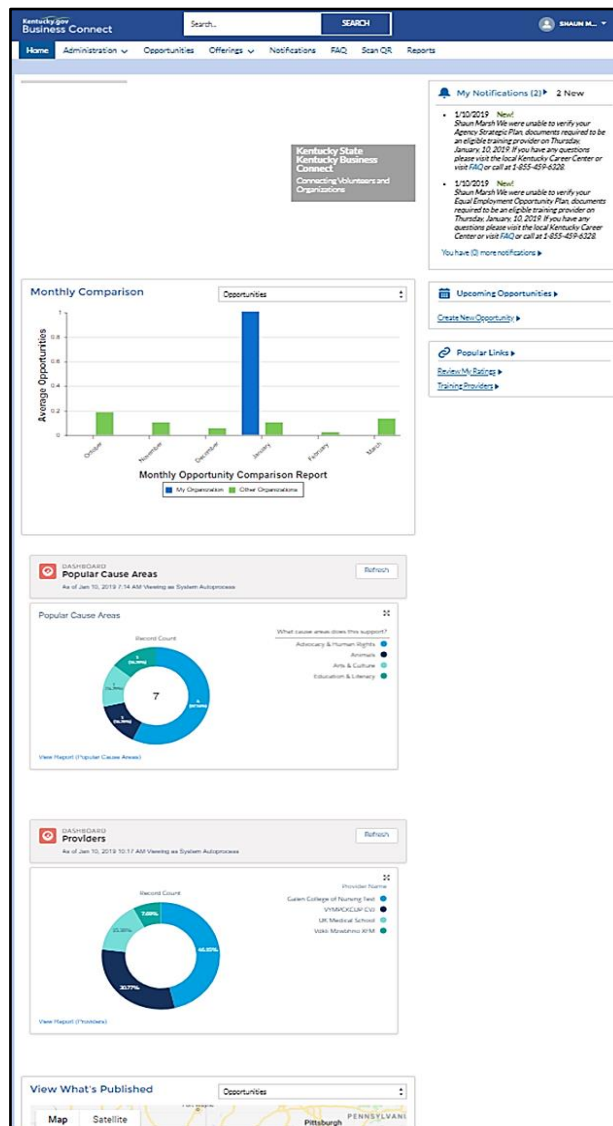 Kentucky.gov
Business Connect
Search...
SEARCH
SHAUN M...
Home
Administration
Opportunities
Offerings
Notifications
FAQ
Scan QR
Reports
Kentucky State
Kentucky Business
Connect
Connecting Volunteers and
Organizations
My Notifications (2)
2 New
1/10/2019 New!
Shaun Marsh We were unable to verify your
Agency Strategic Plan, documents required to be
an eligible training provider on Thursday,
January, 10, 2019. If you have any questions
please visit the local Kentucky Career Center or
visit FAQ or call at 1-855-459-6328.
1/10/2019 New!
Shaun Marsh We were unable to verify your
Equal Employment Opportunity Plan, documents
required to be an eligible training provider on
Thursday, January, 10, 2019. If you have any
questions please visit the local Kentucky Career
Center or visit FAQ or call at 1-855-459-6328.
You have (0) more notifications
Upcoming Opportunities
Create New Opportunity
Popular Links
Review My Ratings
Training Providers
Monthly Comparison
Opportunities
Average Opportunities
1
0.8
0.6
0.4
0.2
0
October
November
December
January
February
March
Monthly Opportunity Comparison Report
My Organization
Other Organizations
DASHBOARD
Popular Cause Areas
As of Jan 10, 2019 7:14 AM Viewing as System Autoprocess
Refresh
Popular Cause Areas
Record Count
7
What cause areas does this support?
Advocacy & Human Rights
Animals
Arts & Culture
Education & Literacy
View Report (Popular Cause Areas)
DASHBOARD
Providers
As of Jan 10, 2019 10:17 AM Viewing as System Autoprocess
Refresh
Record Count
7.69%
30.77%
Provider Name
Galen College of Nursing Test
UK Medical School
View Report (Providers)
View What's Published
Opportunities
Map
Satellite
Pittsburgh